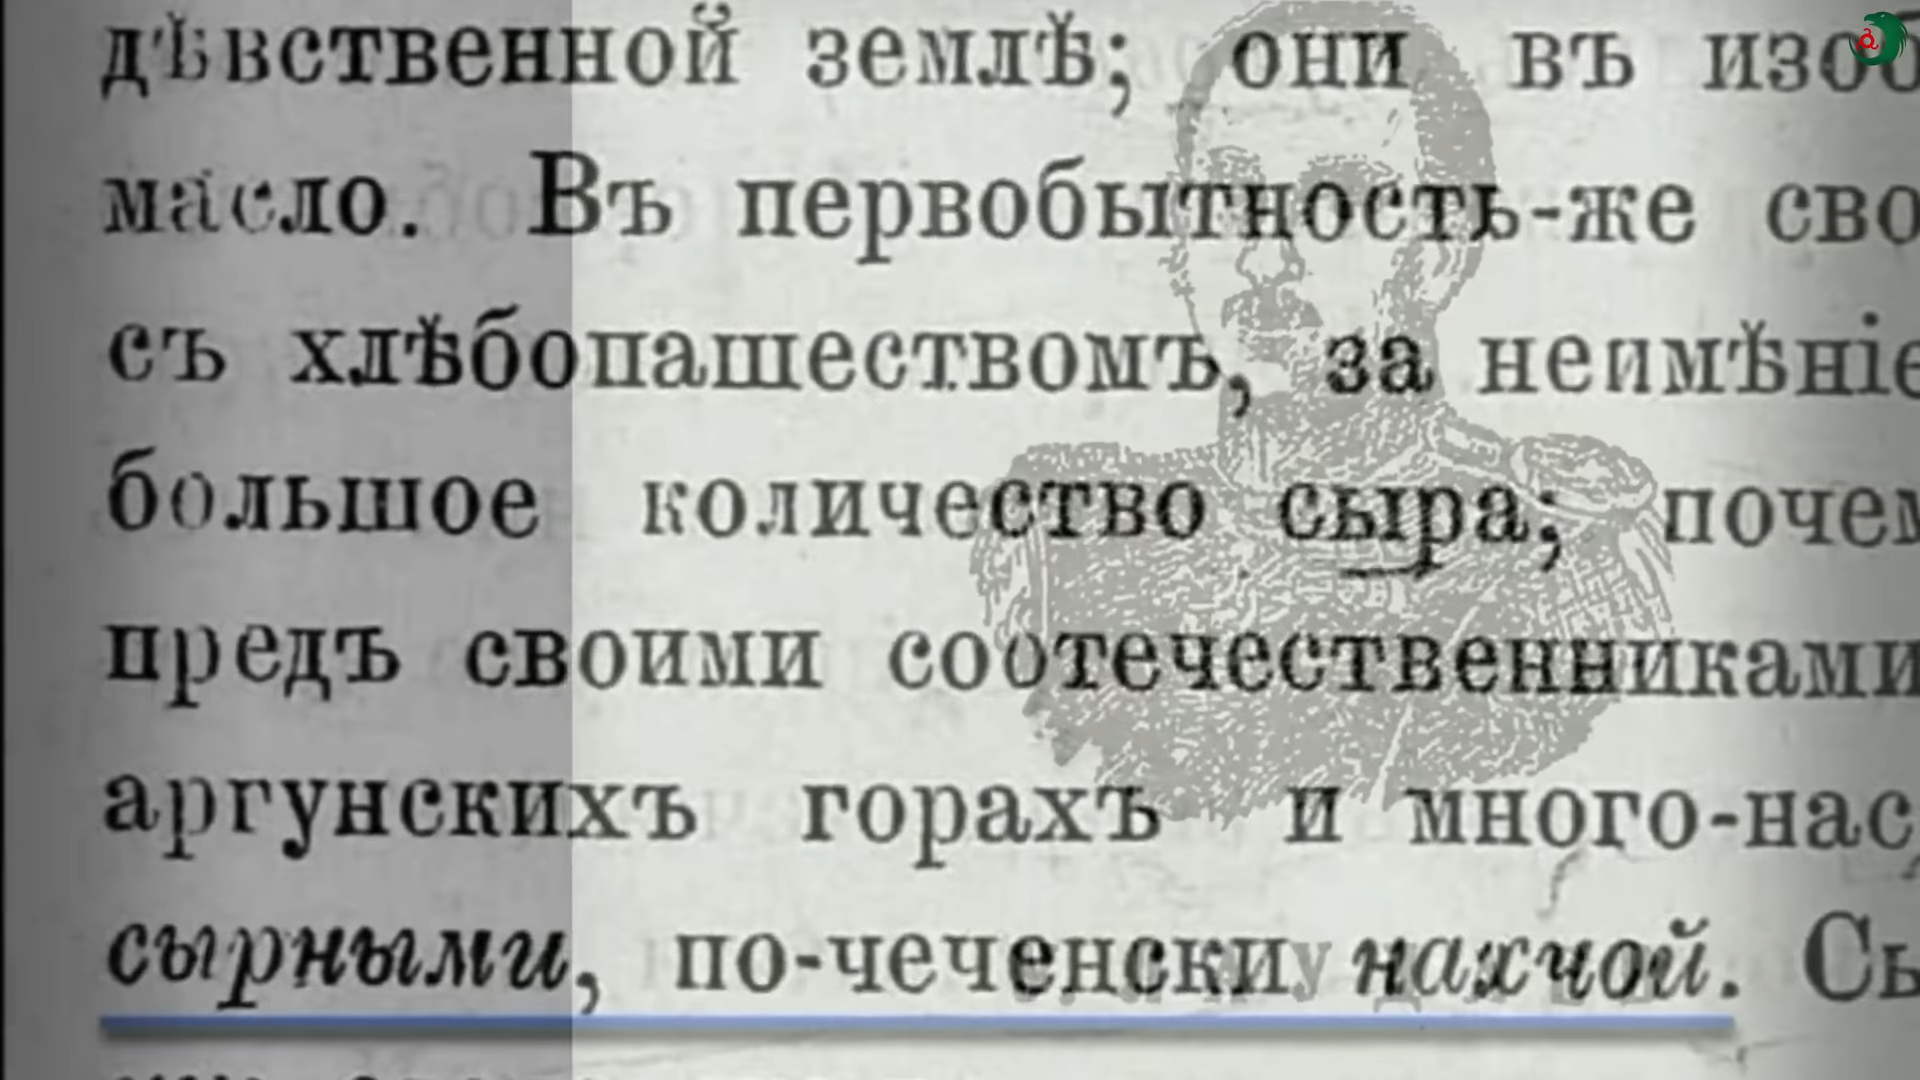 дѣвственной землѣ; они въ изоб
масло. Въ первобытность-же сво
съ хлѣбопашествомъ, за неимѣніе
большое количество сыра; почем
предъ своими соотечественниками
аргунскихъ горахъ и много-нас
сырными, по-чеченски нахчой. Сы